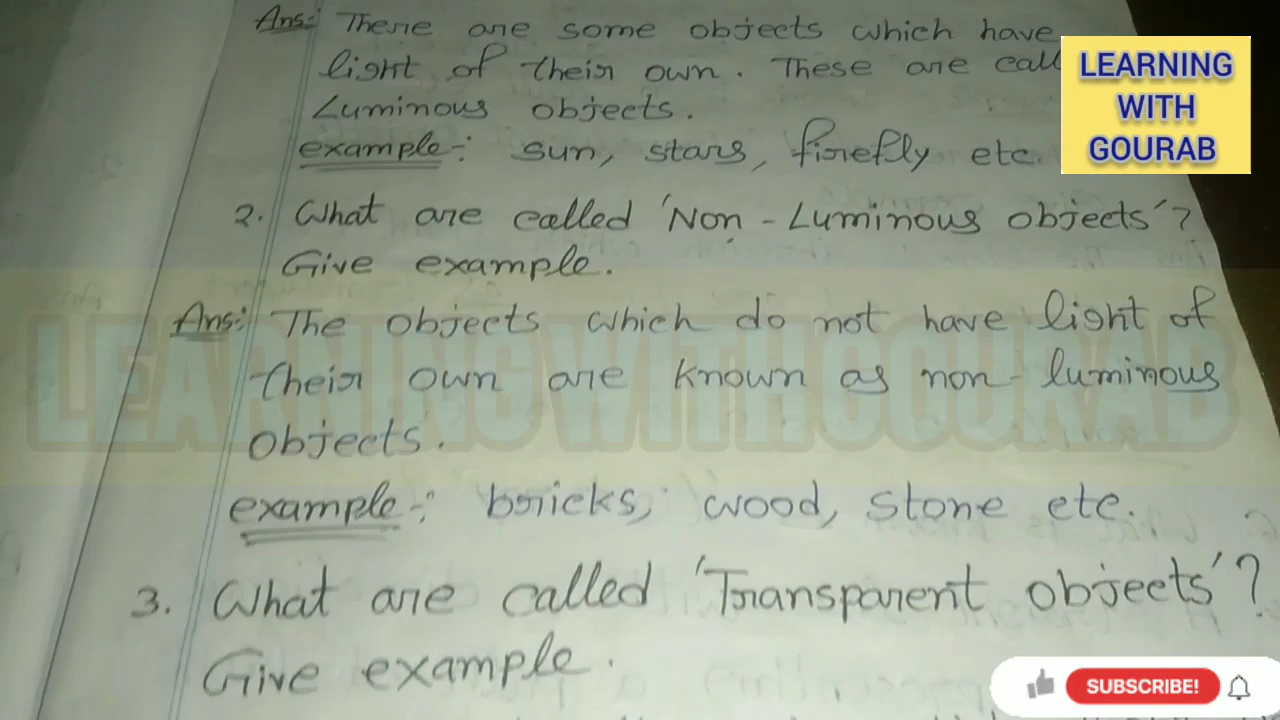 Ans: There are some objects which have
light of their own. These are call
Luminous objects.
example:- sun, stars, firefly etc.
2. What are called 'Non-Luminous objects'?
Give example.
Ans: The objects which do not have light of
their own are known as non-luminous
objects.
example:- bricks, wood, stone etc.
3. What are called 'Transparent objects'?
Give example.
LEARNING
WITH
GOURAB
LEARNINGWITHGOURAB
SUBSCRIBE!